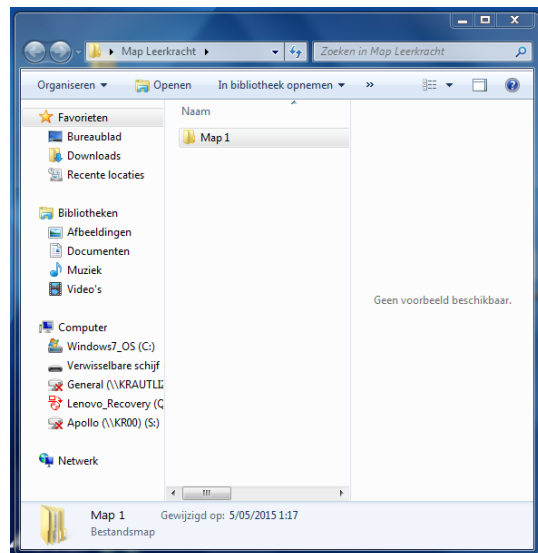 Map Leerkracht
Zoeken in Map Leerkracht
Organiseren
Openen
In bibliotheek opnemen
»
Favorieten
Bureaublad
Downloads
Recente locaties
Bibliotheken
Afbeeldingen
Documenten
Muziek
Video's
Computer
Windows7_OS (C:)
Verwisselbare schijf
General (\\KRAUTLIZ
Lenovo_Recovery (Q
Apollo (\\KR00) (S:)
Netwerk
Naam
Map 1
Geen voorbeeld beschikbaar.
Map 1 Gewijzigd op: 5/05/2015 1:17
Bestandsmap